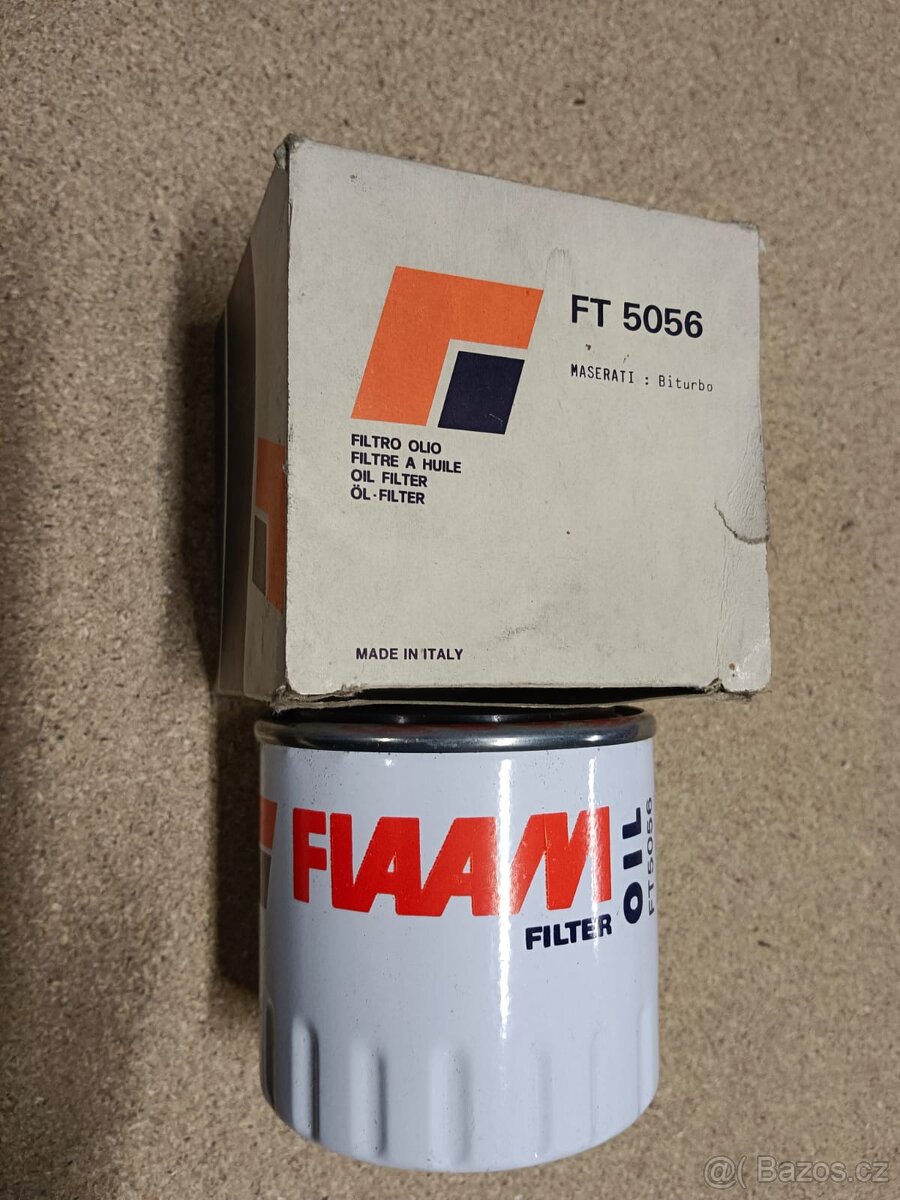 FT 5056
MASERATI : Biturbo
FILTRO OLIO
FILTRE A HUILE
OIL FILTER
ÖL-FILTER
MADE IN ITALY
FIAAM
FILTER
OIL
FT5056
@( Bazos.cz